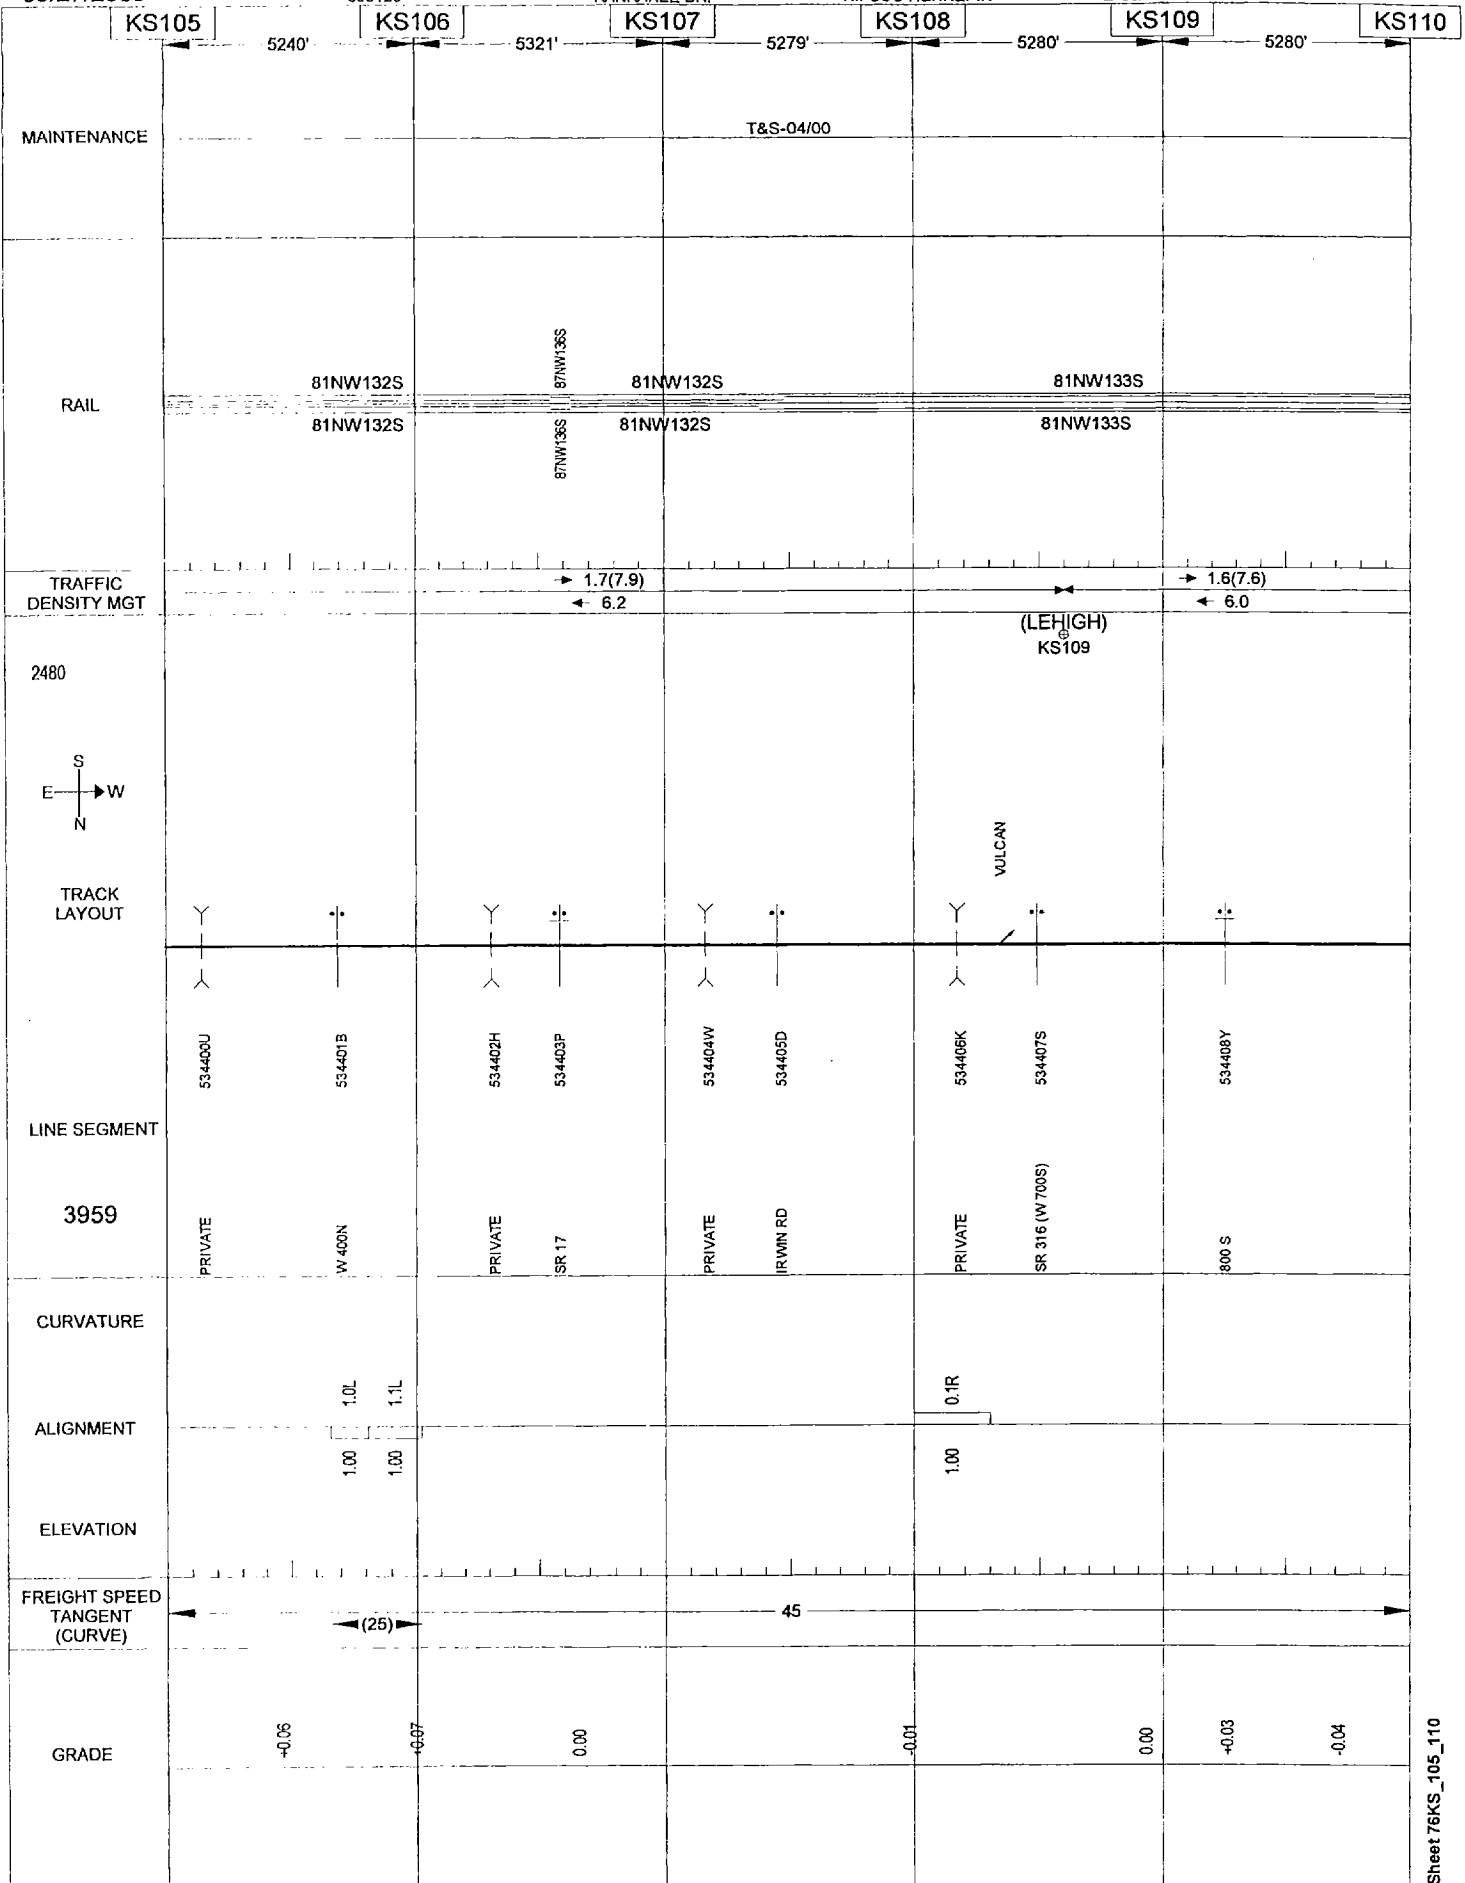 KS105 KS106 KS107 KS108 KS109 KS110
5240' 5321' 5279' 5280' 5280'
MAINTENANCE
T&S-04/00
RAIL
81NW132S 87NW136S 81NW132S 81NW133S
81NW132S 87NW136S 81NW132S 81NW133S
TRAFFIC
DENSITY MGT
1.7(7.9) 1.6(7.6)
6.2 6.0
(LEHIGH)
KS109
2480
S
E W
N
VULCAN
TRACK
LAYOUT
534400U 534401B 534402H 534403P 534404W 534405D 534406K 534407S 534408Y
LINE SEGMENT
3959
PRIVATE W 400N PRIVATE SR 17 PRIVATE IRWIN RD PRIVATE SR 316 (W 700S) 800 S
CURVATURE
1.0L 1.1L 0.1R
ALIGNMENT
1.00 1.00 1.00
ELEVATION
FREIGHT SPEED
TANGENT
(CURVE)
45
(25)
GRADE
+0.06 +0.07 0.00 -0.01 0.00 +0.03 -0.04
Sheet 76KS_105_110